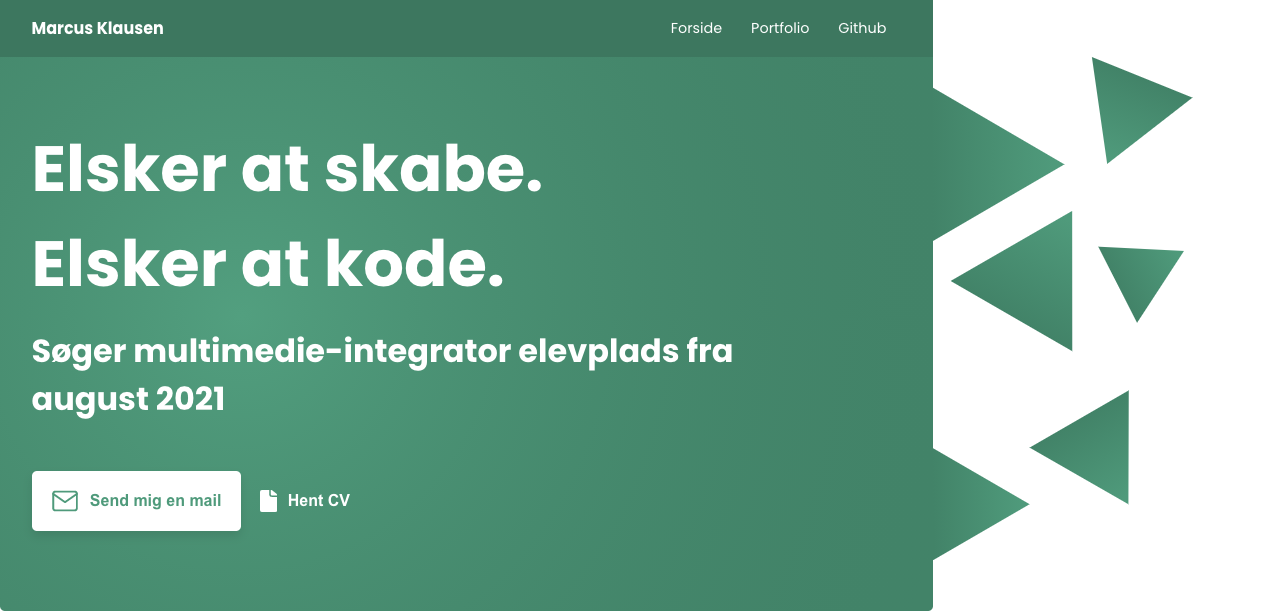 Marcus Klausen
Forside Portfolio Github
Elsker at skabe.
Elsker at kode.
Søger multimedie-integrator elevplads fra
august 2021
Send mig en mail Hent CV